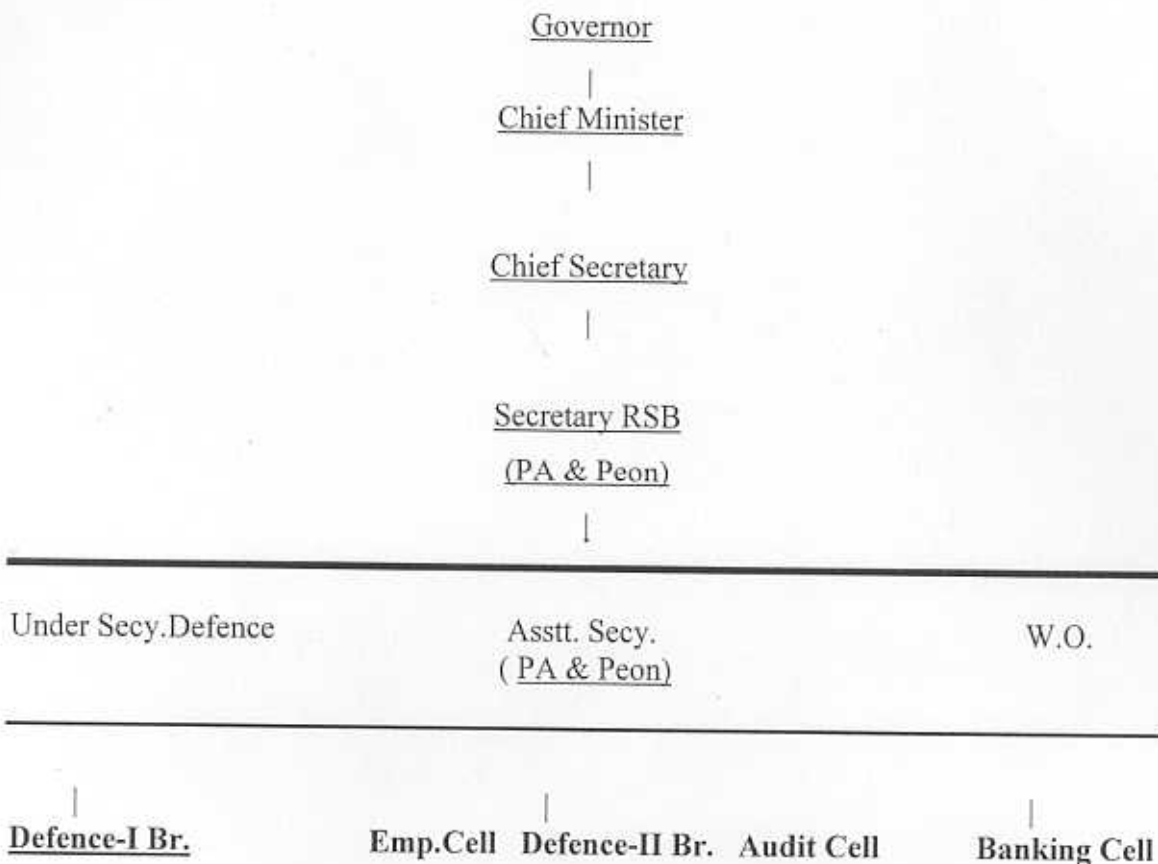 Governor
Chief Minister
Chief Secretary
Secretary RSB
(PA & Peon)
Under Secy.Defence Asstt. Secy. W.O.
( PA & Peon)
Defence-I Br. Emp.Cell Defence-II Br. Audit Cell Banking Cell